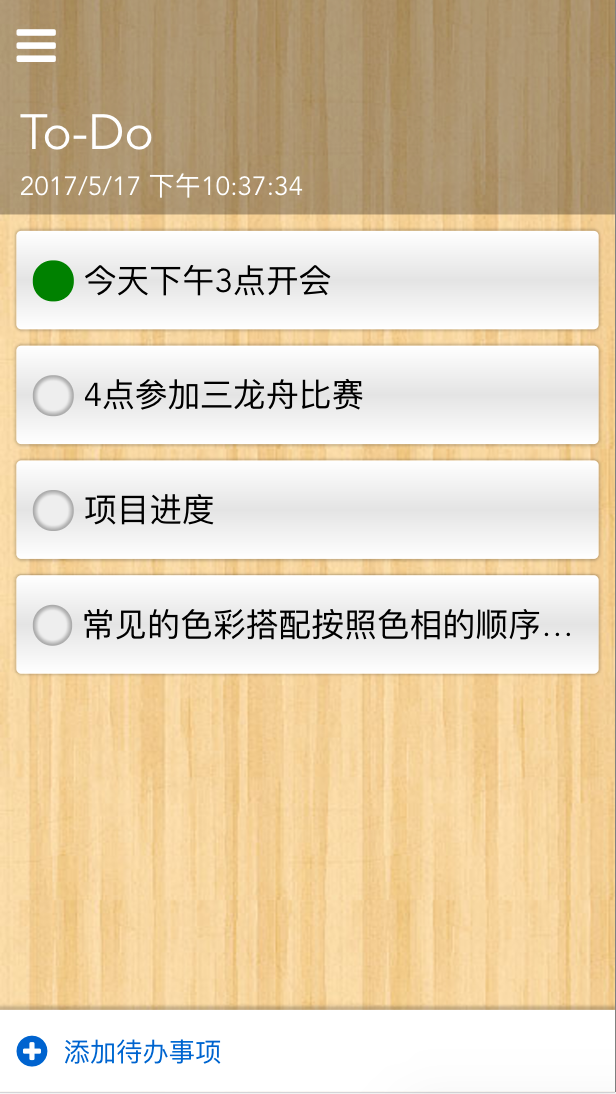 To-Do
2017/5/17 下午10:37:34
今天下午3点开会
4点参加三龙舟比赛
项目进度
常见的色彩搭配按照色相的顺序...
添加待办事项